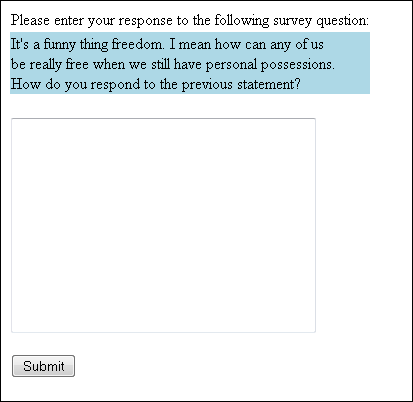 Please enter your response to the following survey question:
It's a funny thing freedom. I mean how can any of us
be really free when we still have personal possessions.
How do you respond to the previous statement?
Submit